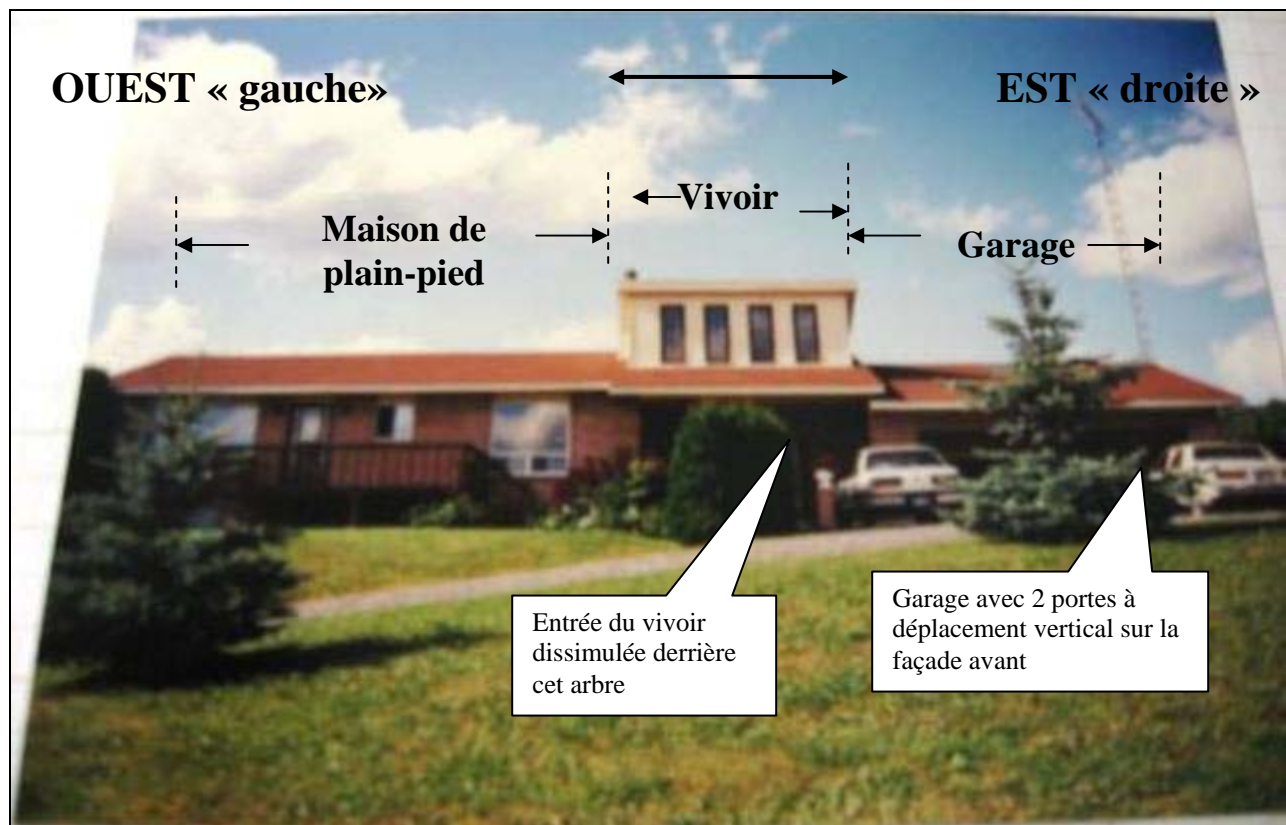 OUEST « gauche»
EST « droite »
Vivoir
Maison de
plain-pied
Garage
Entrée du vivoir
dissimulée derrière
cet arbre
Garage avec 2 portes à
déplacement vertical sur la
façade avant